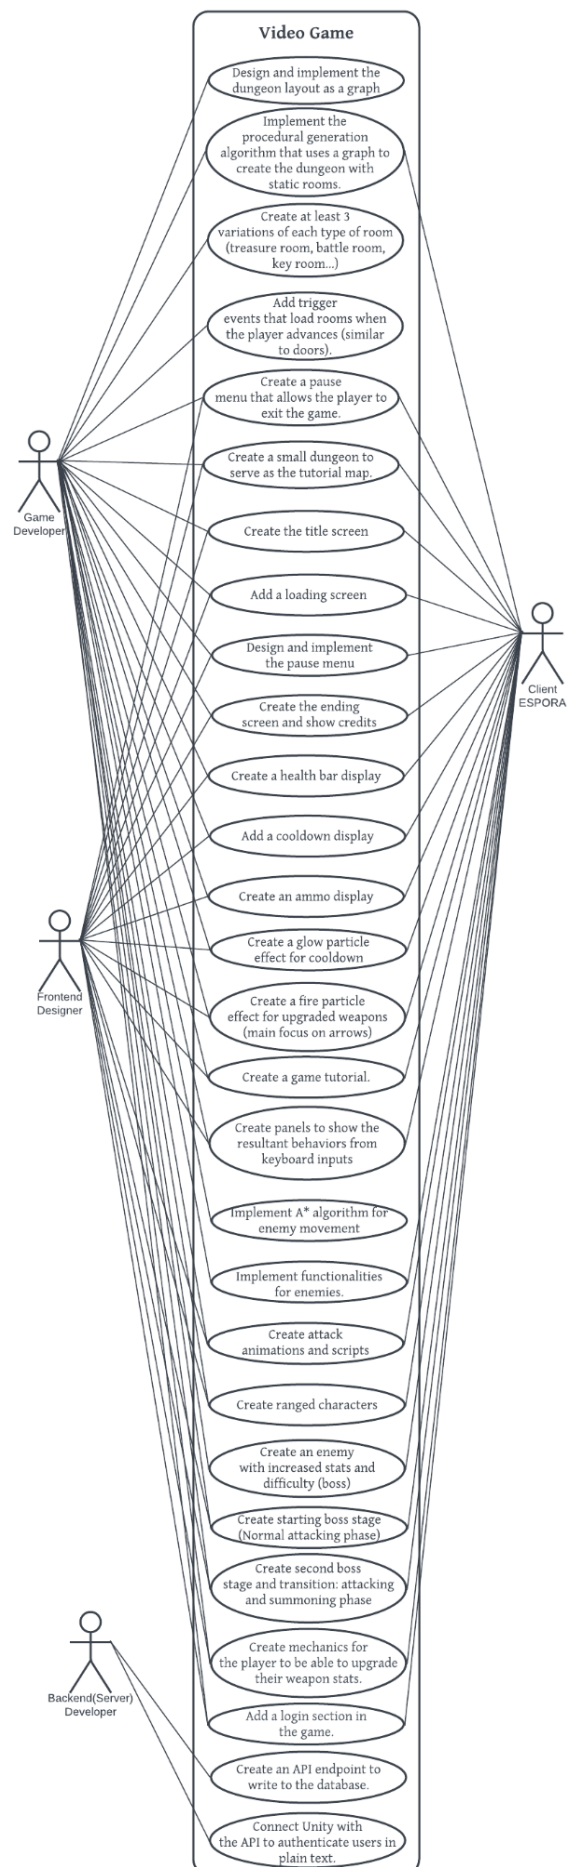 Video Game
Design and implement the
dungeon layout as a graph
Implement the
procedural generation
algorithm that uses a graph to
create the dungeon with
static rooms.
Create at least 3
variations of each type of room
(treasure room, battle room,
key room...)
Add trigger
events that load rooms when
the player advances (similar
to doors).
Create a pause
menu that allows the player to
exit the game.
Create a small dungeon to
serve as the tutorial map.
Game
Developer
Create the title screen
Add a loading screen
Design and implement
the pause menu
Client
ESPORA
Create the ending
screen and show credits
Create a health bar display
Add a cooldown display
Create an ammo display
Create a glow particle
effect for cooldown
Frontend
Designer
Create a fire particle
effect for upgraded weapons
(main focus on arrows)
Create a game tutorial.
Create panels to show the
resultant behaviors from
keyboard inputs
Implement A* algorithm for
enemy movement
Implement functionalities
for enemies.
Create attack
animations and scripts
Create ranged characters
Create an enemy
with increased stats and
difficulty (boss)
Create starting boss stage
(Normal attacking phase)
Create second boss
stage and transition: attacking
and summoning phase
Create mechanics for
the player to be able to upgrade
their weapon stats.
Backend(Server)
Developer
Add a login section in
the game.
Create an API endpoint to
write to the database.
Connect Unity with
the API to authenticate users in
plain text.